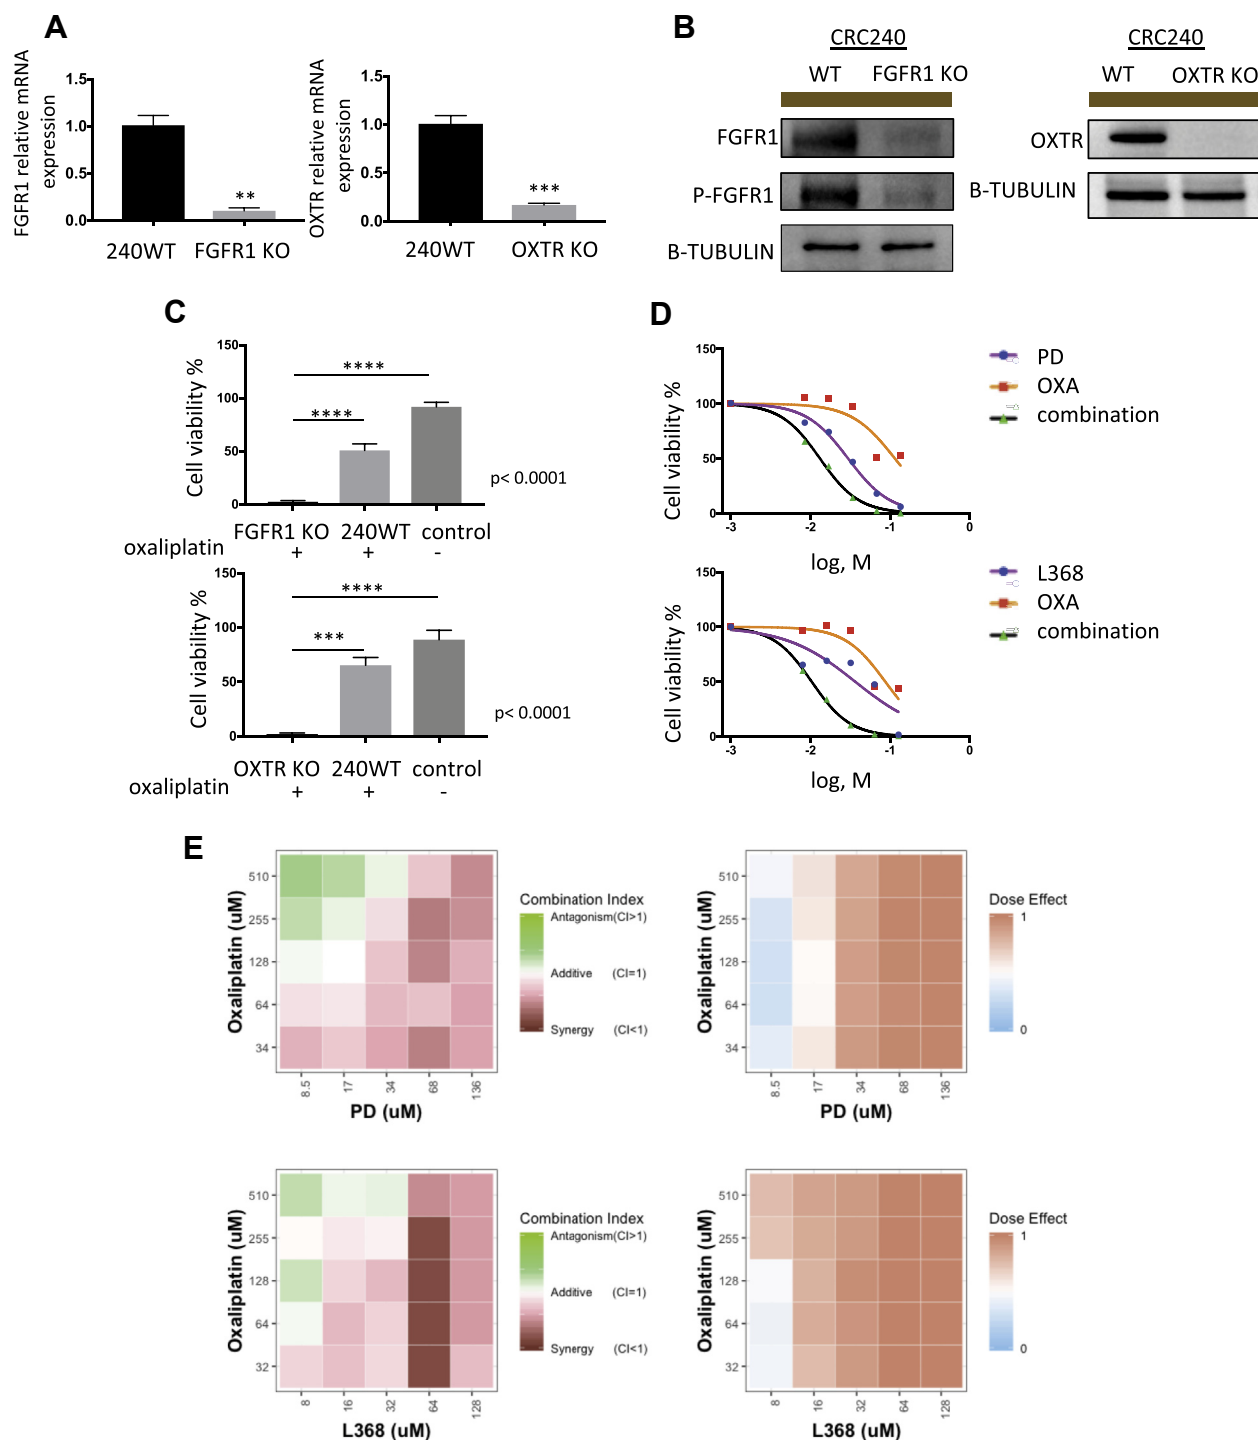 A
FGFR1 relative mRNA
expression
1.5
1.0
0.5
0.0
**
240WT FGFR1 KO
OXTR relative mRNA
expression
1.5
1.0
0.5
0.0
***
240WT OXTR KO
B
CRC240
WT FGFR1 KO
FGFR1
P-FGFR1
B-TUBULIN
CRC240
WT OXTR KO
OXTR
B-TUBULIN
C
Cell viability %
150
100
50
0
****
****
p< 0.0001
FGFR1 KO 240WT control
oxaliplatin + + -
Cell viability %
150
100
50
0
****
***
p< 0.0001
OXTR KO 240WT control
oxaliplatin + + -
D
Cell viability %
150
100
50
0
-3 -2 -1 0
log, M
PD
OXA
combination
Cell viability %
150
100
50
0
-3 -2 -1 0
log, M
L368
OXA
combination
E
Oxaliplatin (uM)
510
255
128
64
34
8.5 17 34 68 136
PD (uM)
Combination Index
Antagonism(CI>1)
Additive (CI=1)
Synergy (CI<1)
Oxaliplatin (uM)
510
255
128
64
34
8.5 17 34 68 136
PD (uM)
Dose Effect
1
0
Oxaliplatin (uM)
510
255
128
64
32
8 16 32 64 128
L368 (uM)
Combination Index
Antagonism(CI>1)
Additive (CI=1)
Synergy (CI<1)
Oxaliplatin (uM)
510
255
128
64
32
8 16 32 64 128
L368 (uM)
Dose Effect
1
0